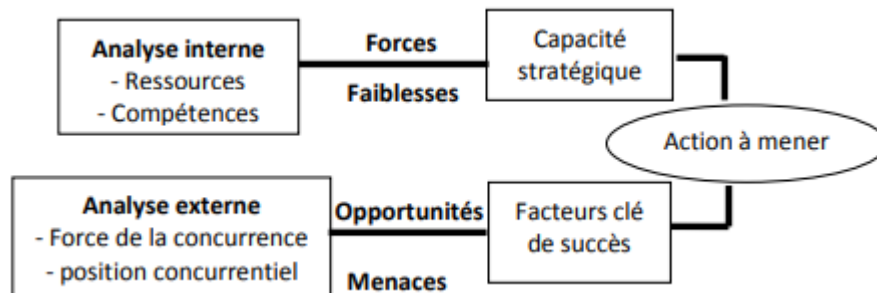 Analyse interne
- Ressources
- Compétences
Forces
Faiblesses
Capacité
stratégique
Action à mener
Analyse externe
- Force de la concurrence
- position concurrentiel
Opportunités
Menaces
Facteurs clé
de succès